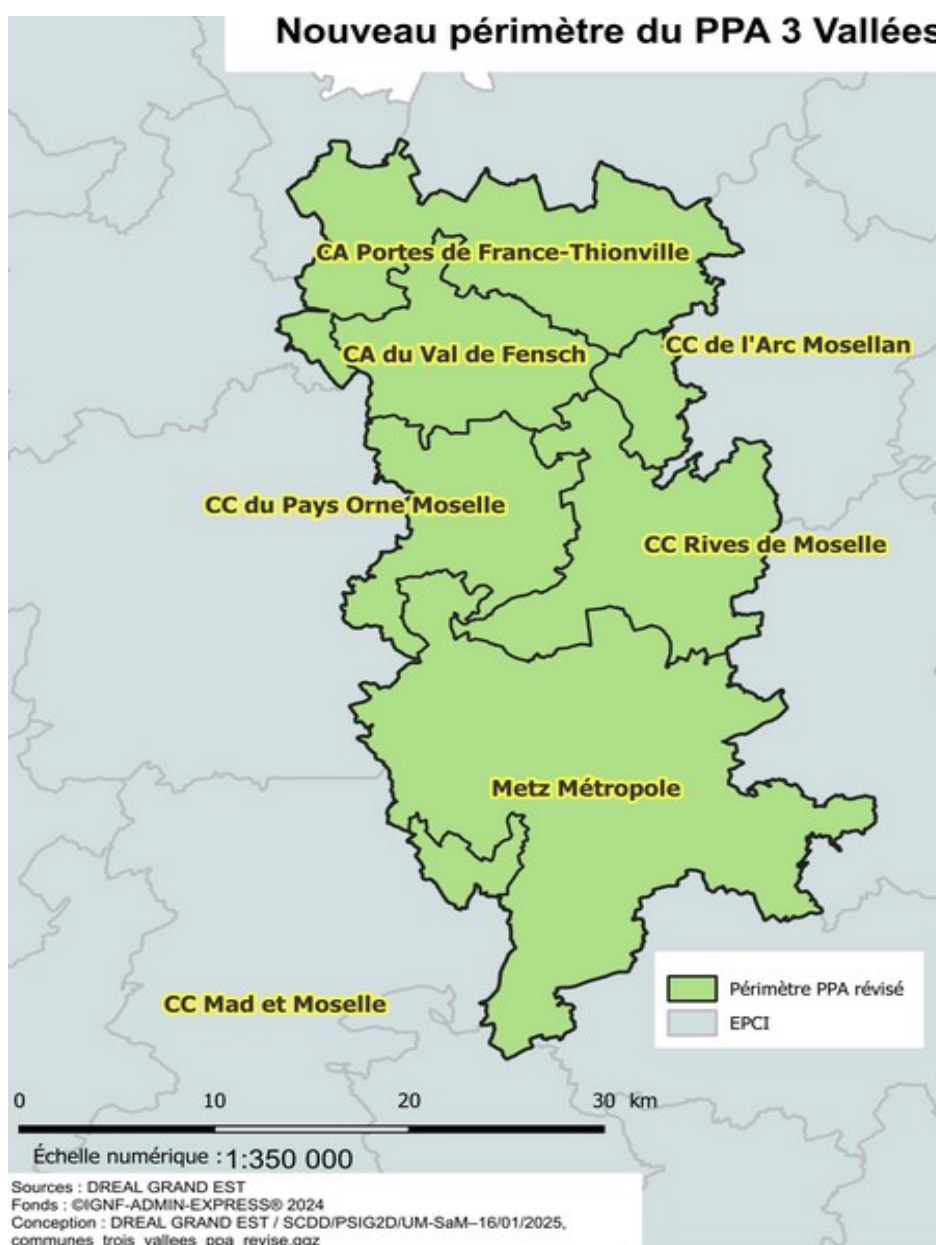 Nouveau périmètre du PPA 3 Vallées
CA Portes de France-Thionville
CC de l'Arc Mosellan
CA du Val de Fensch
CC du Pays Orne Moselle
CC Rives de Moselle
Metz Métropole
CC Mad et Moselle
Périmètre PPA révisé
EPCI
0 10 20 30 km
Échelle numérique : 1:350 000
Sources : DREAL GRAND EST
Fonds : ©IGNF-ADMIN-EXPRESS® 2024
Conception : DREAL GRAND EST / SCDD/PSIG2D/UM-SaM–16/01/2025,
communes_trois_vallees_ppa_revise.qgz